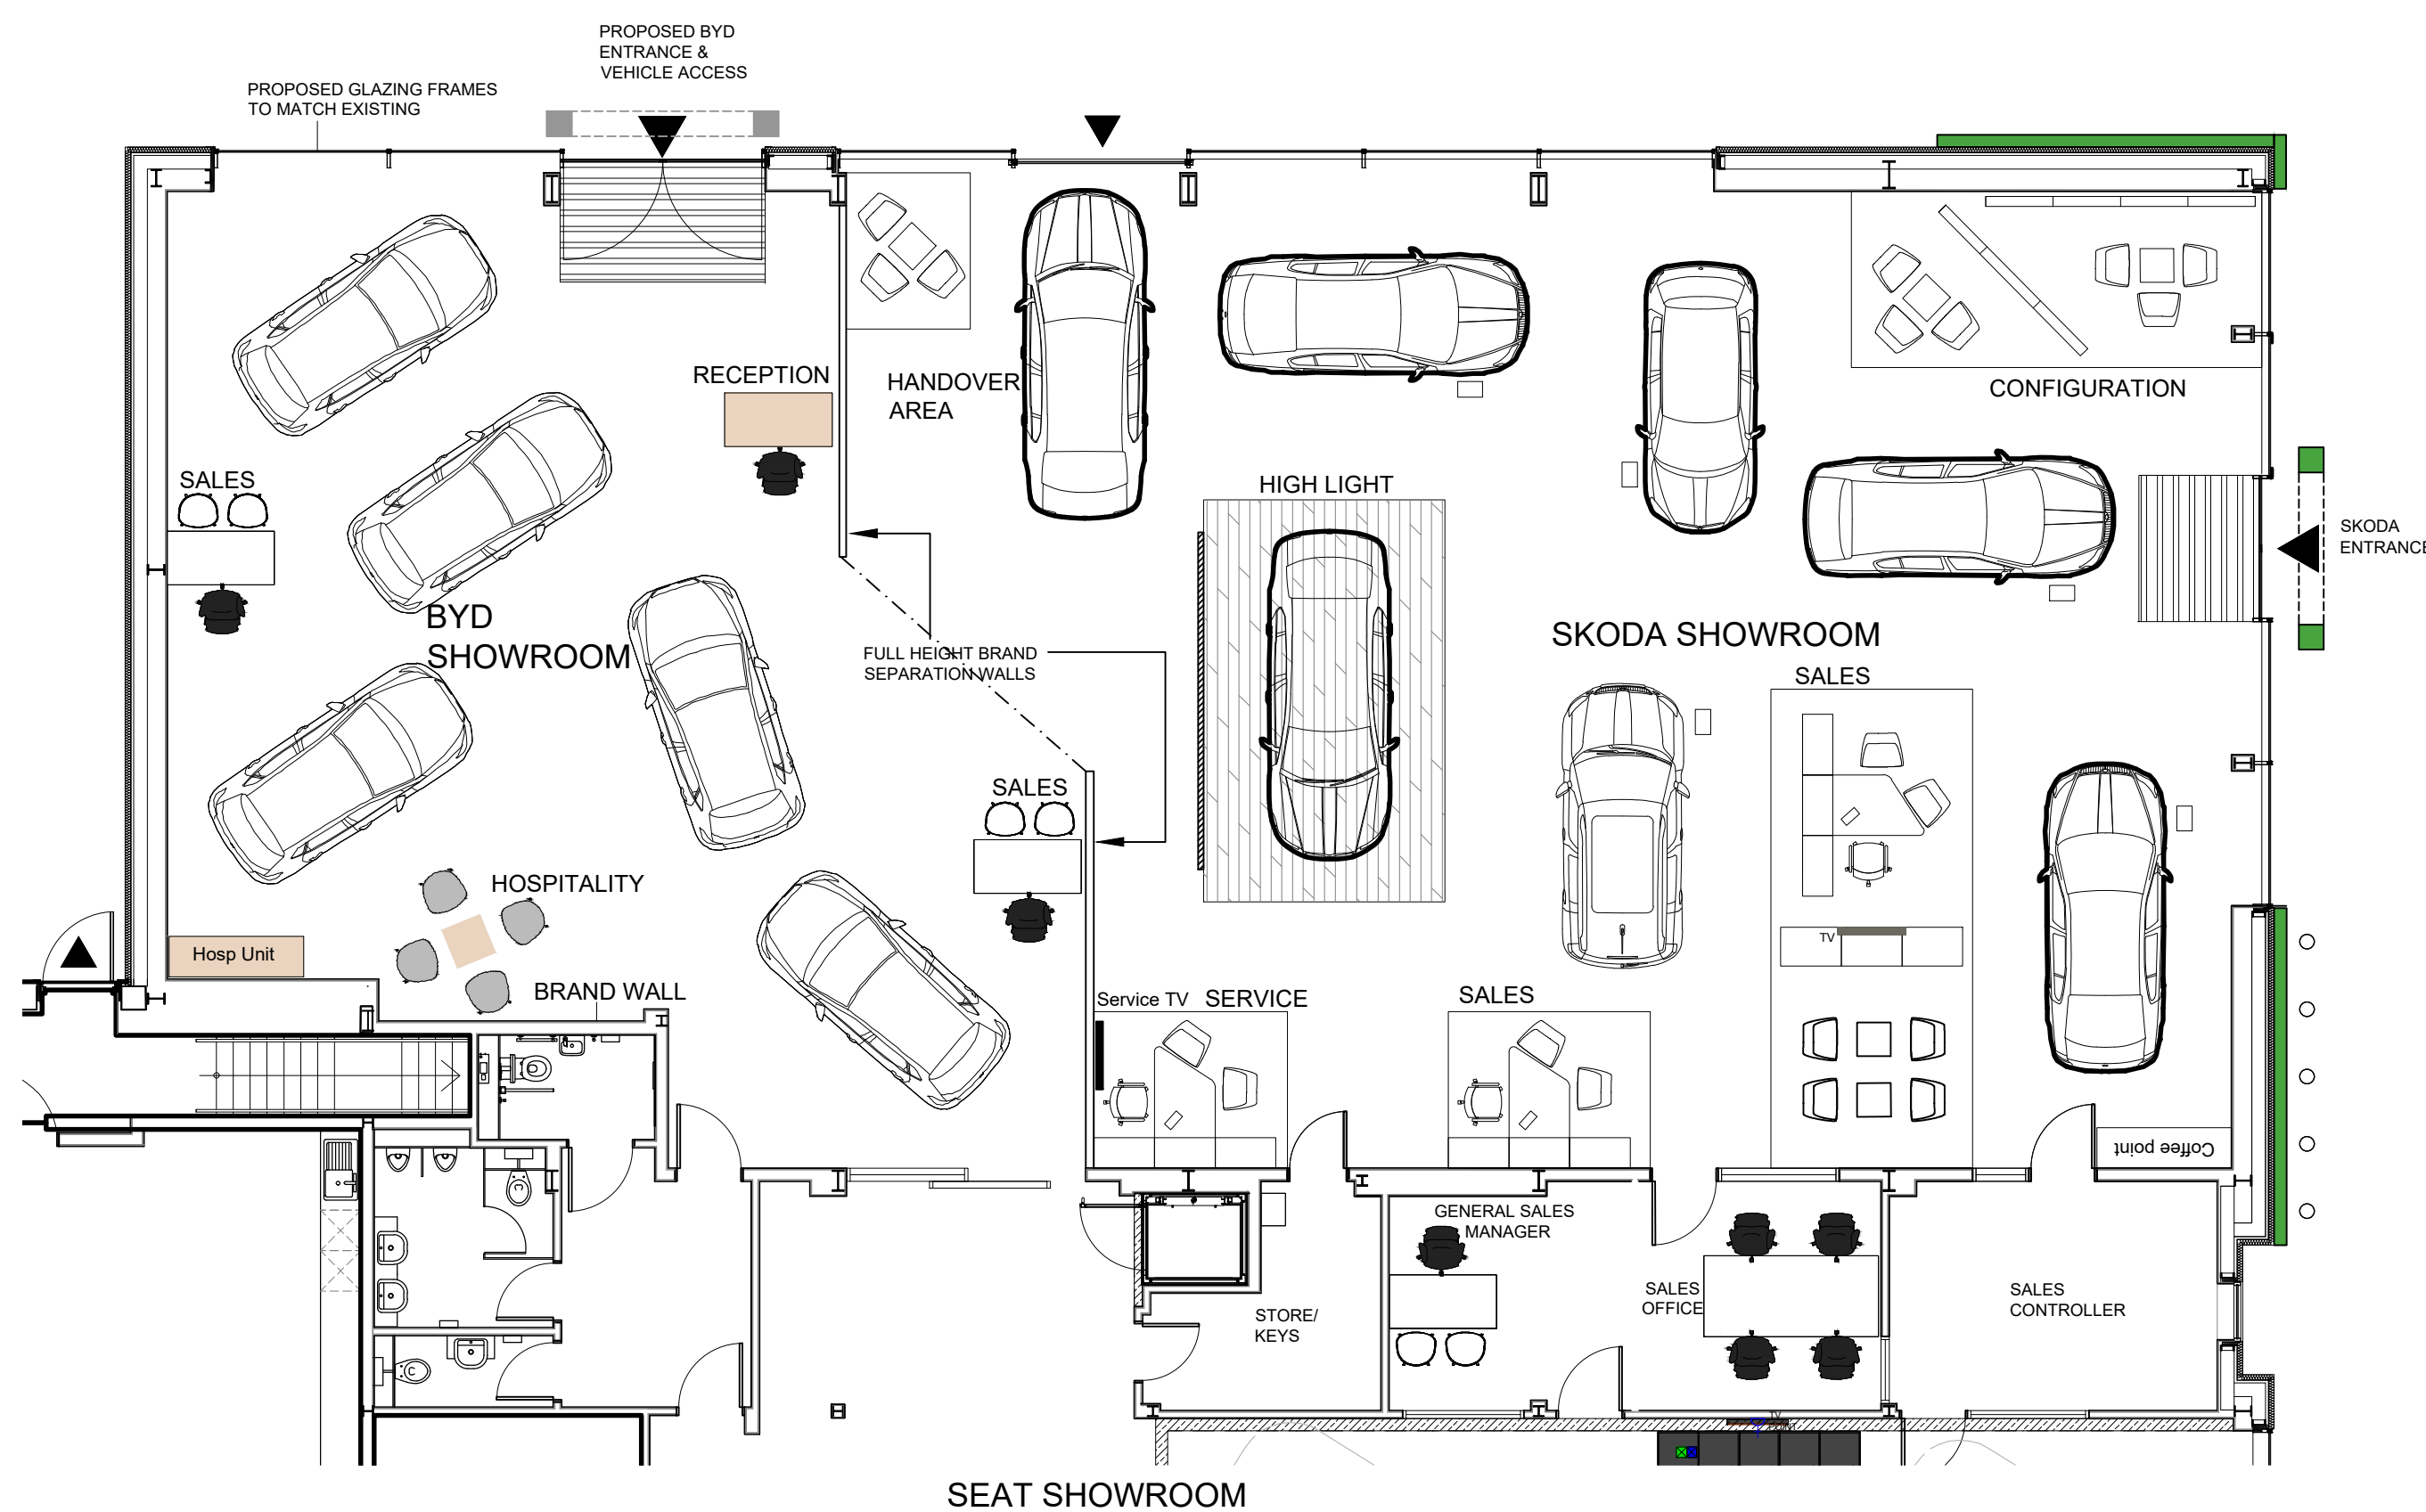 PROPOSED BYD
ENTRANCE &
VEHICLE ACCESS
PROPOSED GLAZING FRAMES
TO MATCH EXISTING
RECEPTION
HANDOVER
AREA
CONFIGURATION
SALES
HIGH LIGHT
SKODA
ENTRANCE
BYD
SHOWROOM
FULL HEIGHT BRAND
SEPARATION WALLS
SKODA SHOWROOM
SALES
SALES
HOSPITALITY
TV
Hosp Unit
BRAND WALL
Service TV
SERVICE
SALES
Coffee point
GENERAL SALES
MANAGER
SALES
OFFICE
SALES
CONTROLLER
STORE/
KEYS
TV
SEAT SHOWROOM